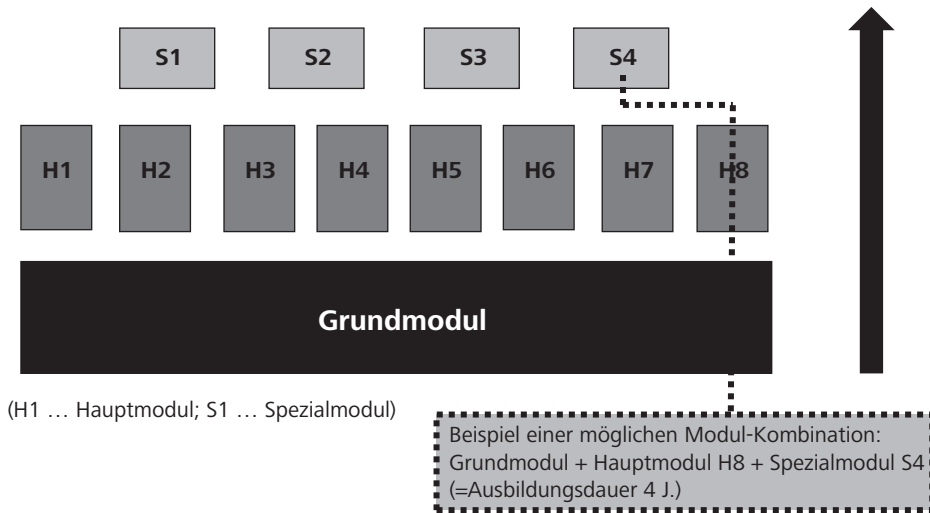 S1 S2 S3 S4
H1 H2 H3 H4 H5 H6 H7 H8
Grundmodul
(H1 … Hauptmodul; S1 … Spezialmodul)
Beispiel einer möglichen Modul-Kombination:
Grundmodul + Hauptmodul H8 + Spezialmodul S4
(=Ausbildungsdauer 4 J.)